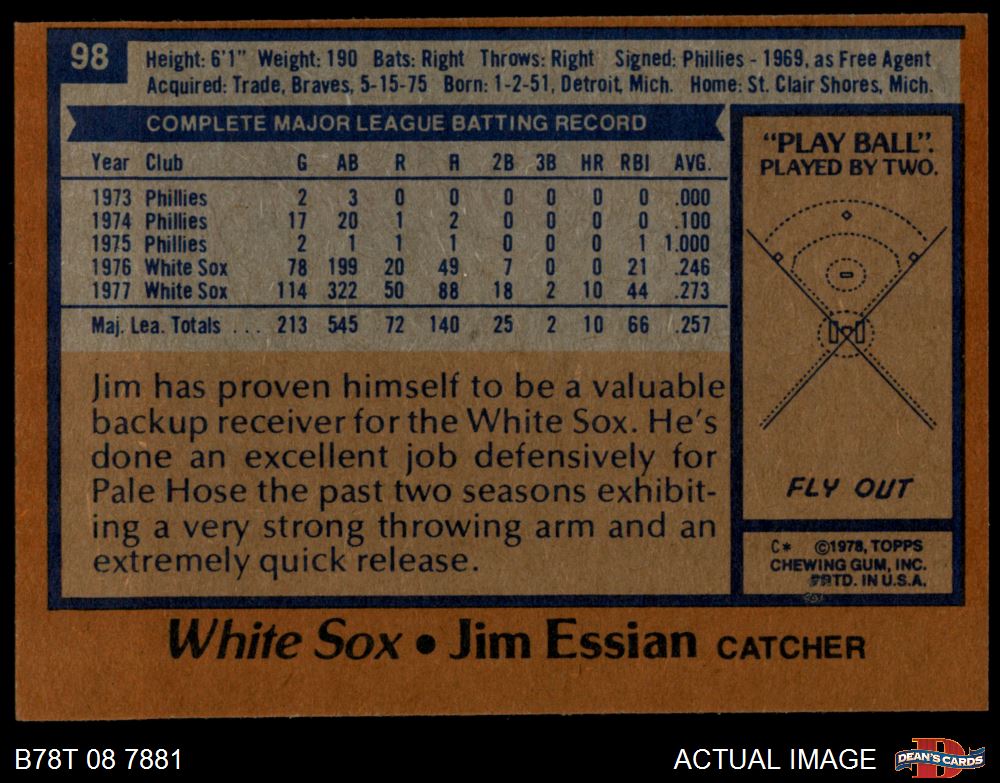 98
Height: 6'1" Weight: 190 Bats: Right Throws: Right Signed: Phillies - 1969, as Free Agent
Acquired: Trade, Braves, 5-15-75 Born: 1-2-51, Detroit, Mich. Home: St. Clair Shores, Mich.
COMPLETE MAJOR LEAGUE BATTING RECORD
Year Club G AB R H 2B 3B HR RBI AVG.
1973 Phillies 2 3 0 0 0 0 0 0 .000
1974 Phillies 17 20 1 2 0 0 0 0 .100
1975 Phillies 2 1 1 1 0 0 0 1 1.000
1976 White Sox 78 199 20 49 7 0 0 21 .246
1977 White Sox 114 322 50 88 18 2 10 44 .273
Maj. Lea. Totals . . . 213 545 72 140 25 2 10 66 .257
Jim has proven himself to be a valuable
backup receiver for the White Sox. He's
done an excellent job defensively for
Pale Hose the past two seasons exhibit-
ing a very strong throwing arm and an
extremely quick release.
"PLAY BALL".
PLAYED BY TWO.
FLY OUT
C* ©1978, TOPPS
CHEWING GUM, INC.
PRTD. IN U.S.A.
White Sox • Jim Essian CATCHER
B78T 08 7881
ACTUAL IMAGE
DEAN'S CARDS